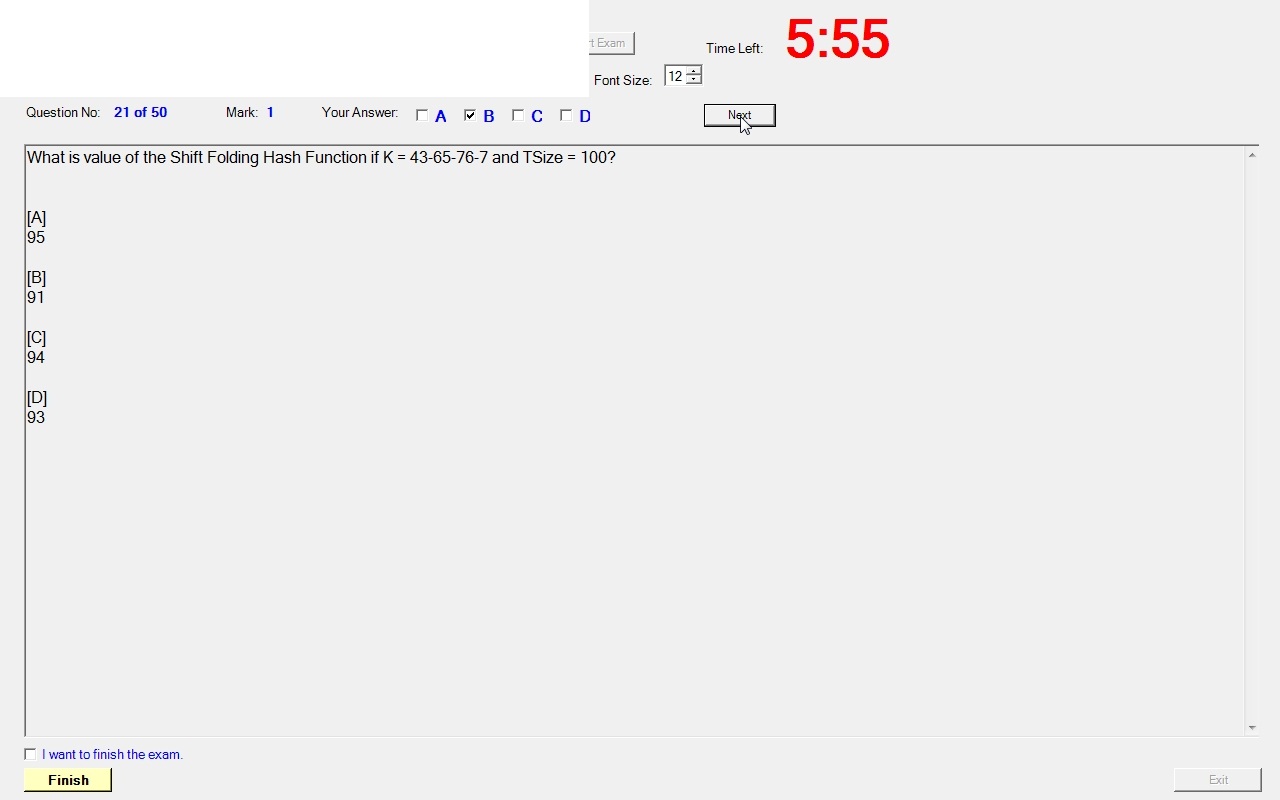 t Exam
Time Left: 5:55
Font Size: 12
Question No: 21 of 50 Mark: 1 Your Answer: A B C D Next
What is value of the Shift Folding Hash Function if K = 43-65-76-7 and TSize = 100?
[A]
95
[B]
91
[C]
94
[D]
93
I want to finish the exam.
Finish Exit